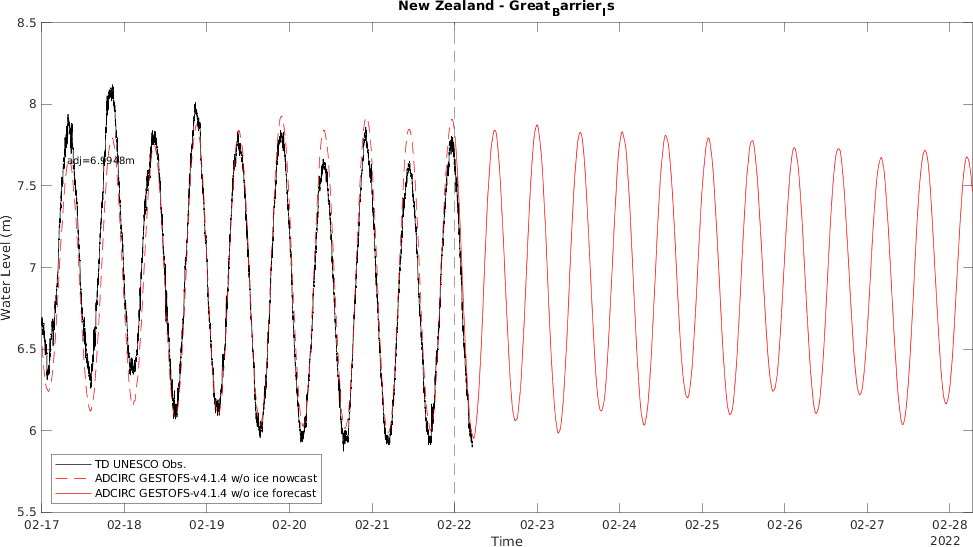 New Zealand - Great_Barrier_Is
8.5
8
7.5
7
6.5
6
5.5
Water Level (m)
adj=6.9948m
TD UNESCO Obs.
ADCIRC GESTOFS-v4.1.4 w/o ice nowcast
ADCIRC GESTOFS-v4.1.4 w/o ice forecast
02-17 02-18 02-19 02-20 02-21 02-22 02-23 02-24 02-25 02-26 02-27 02-28
Time 2022